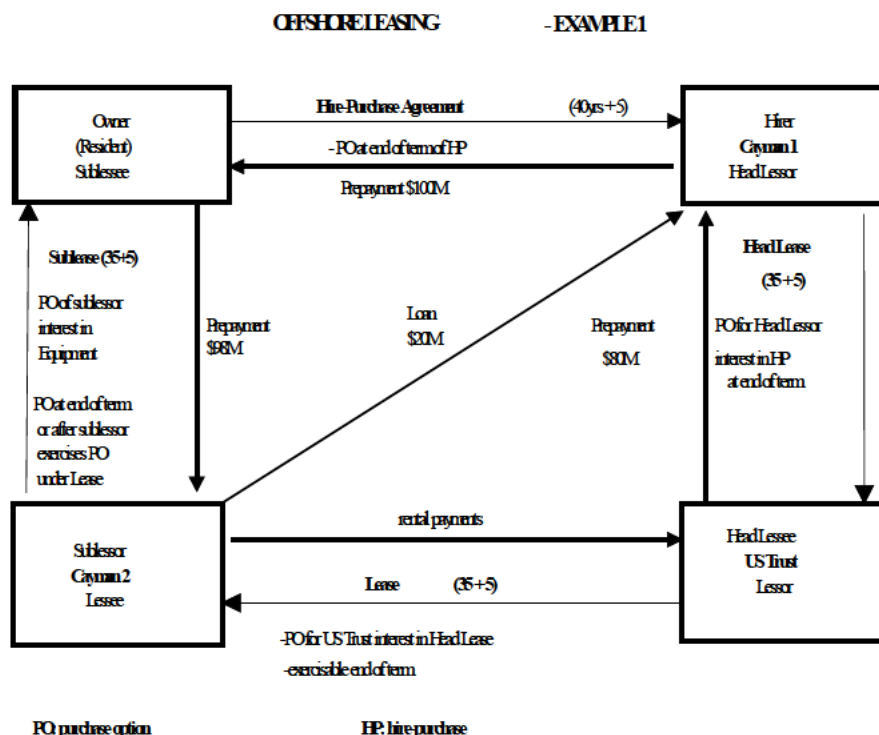 OFFSHORE LEASING - EXAMPLE 1
Owner
(Resident)
Sublessee
Hire-Purchase Agreement (40yrs + 5)
- PO at end of term of HP
Prepayment $100M
Hirer
Cayman 1
Head Lessor
Sublease (35+5)
PO of sublessor
interest in
Equipment
PO at end of term
or after sublessor
exercises PO
under Lease
Prepayment
$98M
Loan
$20M
Prepayment
$80M
Head Lease
(35 + 5)
PO for Head Lessor
interest in HP
at end of term
Sublessor
Cayman 2
Lessee
rental payments
Lease (35 + 5)
-PO for US Trust interest in Head Lease
-exercisable end of term
Head Lessee
US Trust
Lessor
PO: purchase option HP: hire-purchase